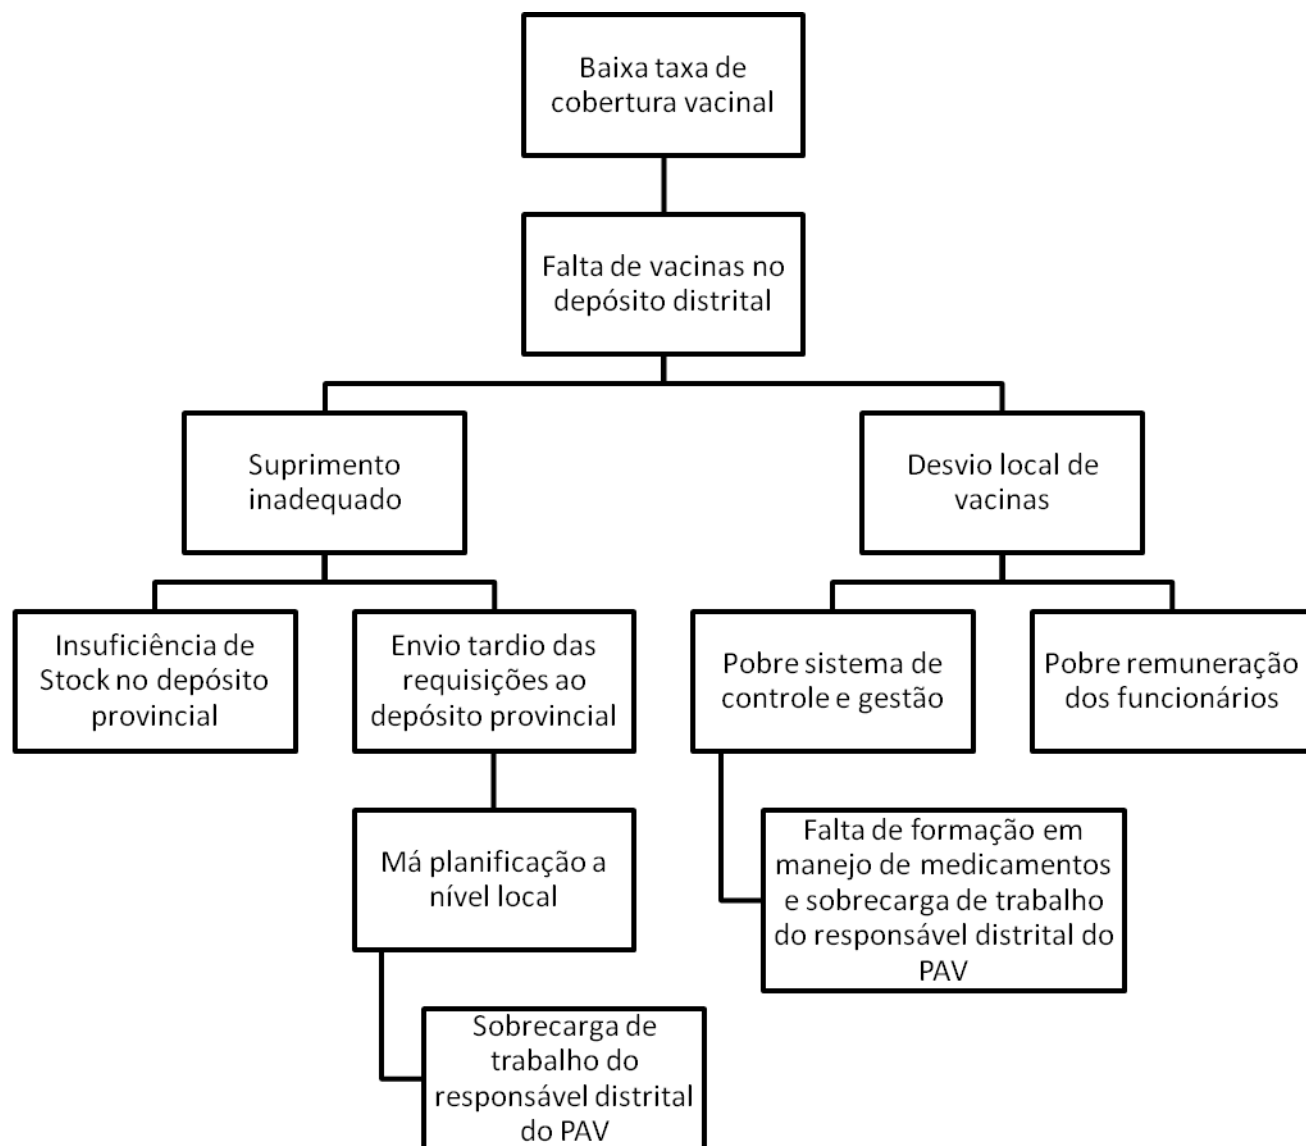 Baixa taxa de
cobertura vacinal
Falta de vacinas no
depósito distrital
Suprimento
inadequado
Desvio local de
vacinas
Insuficiência de
Stock no depósito
provincial
Envio tardio das
requisições ao
depósito provincial
Pobre sistema de
controle e gestão
Pobre remuneração
dos funcionários
Má planificação a
nível local
Falta de formação em
manejo de medicamentos
e sobrecarga de trabalho
do responsável distrital do
PAV
Sobrecarga de
trabalho do
responsável distrital
do PAV